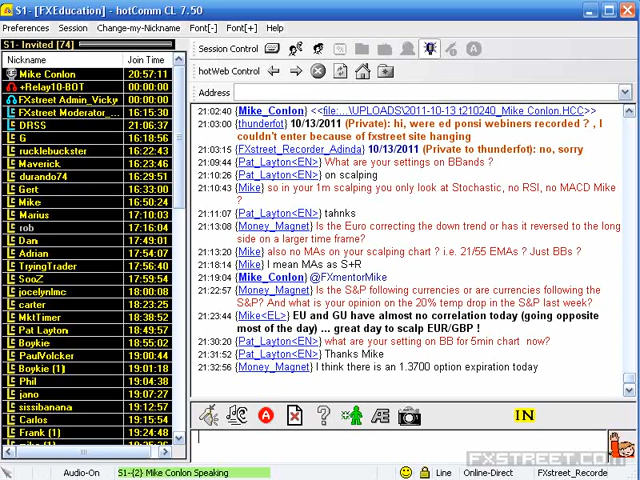 S1- [FXEducation] - hotComm CL 7.50
Preferences Session Change-my-Nickname Font[-] Font[+] Help
S1- Invited [74]
Nickname Join Time
Mike Conlon 20:57:11
+Relay10-BOT 00:00:00
FXstreet Admin_Vicky 00:00:00
FXstreet Moderator_... 16:15:30
DRSS 21:06:37
G 16:18:56
rucklebuckster 16:40:43
Maverick 16:23:46
durando74 16:29:51
Gert 16:33:00
Mike 16:50:24
Marius 17:10:03
rob 17:16:04
Dan 17:49:01
Adrian 17:54:07
TryingTrader 17:56:40
SooZ 17:59:54
jocelynlmc 18:00:08
carter 18:23:25
MktTimer 18:38:52
Pat Layton 18:49:57
Boykie 18:55:02
PaulVolcker 19:00:44
Boykie (1) 19:01:18
Phil 19:04:38
jano 19:07:27
sissibanana 19:12:57
Carlos 19:15:54
Frank (1) 19:24:48
Session Control
hotWeb Control
Address
21:02:40 {Mike_Conlon} <<file:...\UPLOADS\2011-10-13 t210240_Mike Conlon.HCC>>
21:03:00 {thunderfot} 10/13/2011 (Private): hi, were ed ponsi webiners recorded ? , I
couldn't enter because of fxstreet site hanging
21:03:15 {FXstreet_Recorder_Adinda} 10/13/2011 (Private to thunderfot): no, sorry
21:09:44 {Pat_Layton<EN>} What are your settings on BBands ?
21:10:26 {Pat_Layton<EN>} on scalping
21:10:43 {Mike} so in your 1m scalping you only look at Stochastic, no RSI, no MACD Mike
?
21:11:07 {Pat_Layton<EN>} tahnks
21:13:08 {Money_Magnet} Is the Euro correcting the down trend or has it reversed to the long
side on a larger time frame?
21:13:20 {Mike} also no MAs on your scalping chart ? i.e. 21/55 EMAs ? Just BBs ?
21:18:14 {Mike} I mean MAs as S+R
21:19:04 {Mike_Conlon} @FXmentorMike
21:22:57 {Money_Magnet} Is the S&P following currencies or are currencies following the
S&P? And what is your opinion on the 20% temp drop in the S&P last week?
21:23:44 {Mike<EL>} EU and GU have almost no correlation today (going opposite
most of the day) ... great day to scalp EUR/GBP !
21:30:20 {Pat_Layton<EN>} what are your setting on BB for 5min chart now?
21:31:52 {Pat_Layton<EN>} Thanks Mike
21:32:56 {Money_Magnet} I think there is an 1.3700 option expiration today
IN
FXSTREET.COM
Audio-On S1-{2} Mike Conlon Speaking Line Online-Direct FXstreet_Recorde